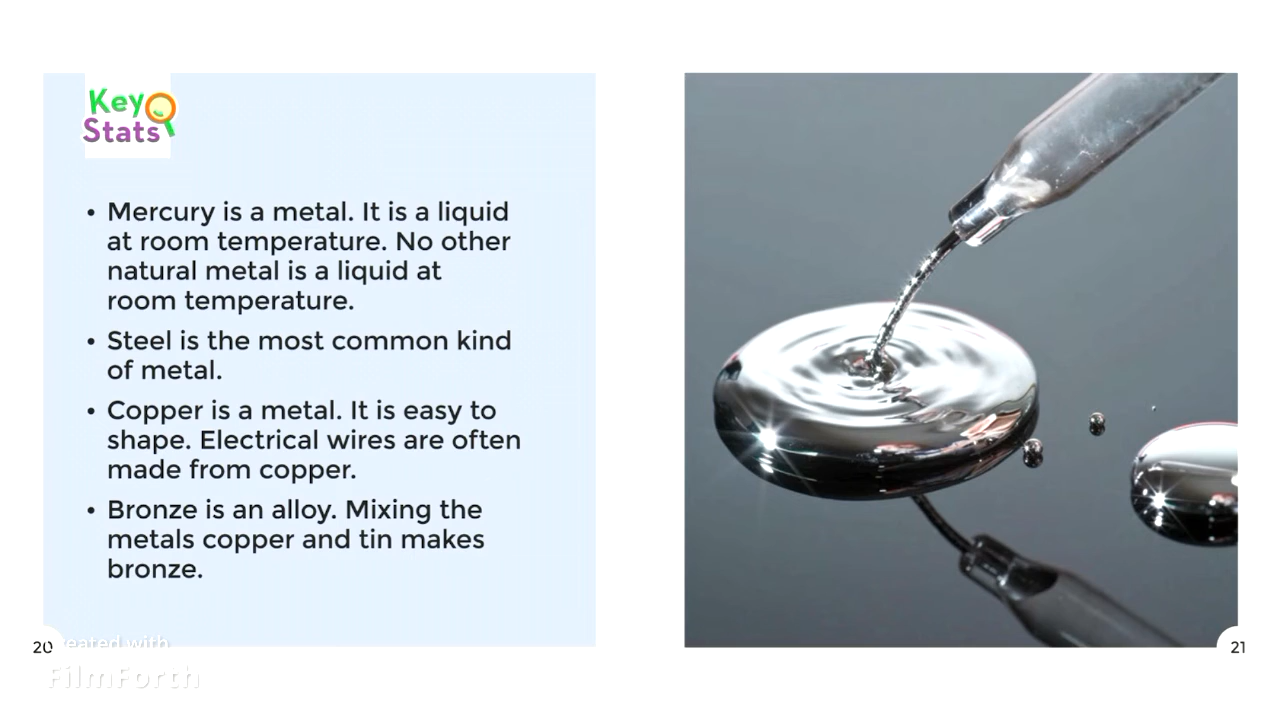 Key
Stats
• Mercury is a metal. It is a liquid
at room temperature. No other
natural metal is a liquid at
room temperature.
• Steel is the most common kind
of metal.
• Copper is a metal. It is easy to
shape. Electrical wires are often
made from copper.
• Bronze is an alloy. Mixing the
metals copper and tin makes
bronze.
20
21
with
FilmForth